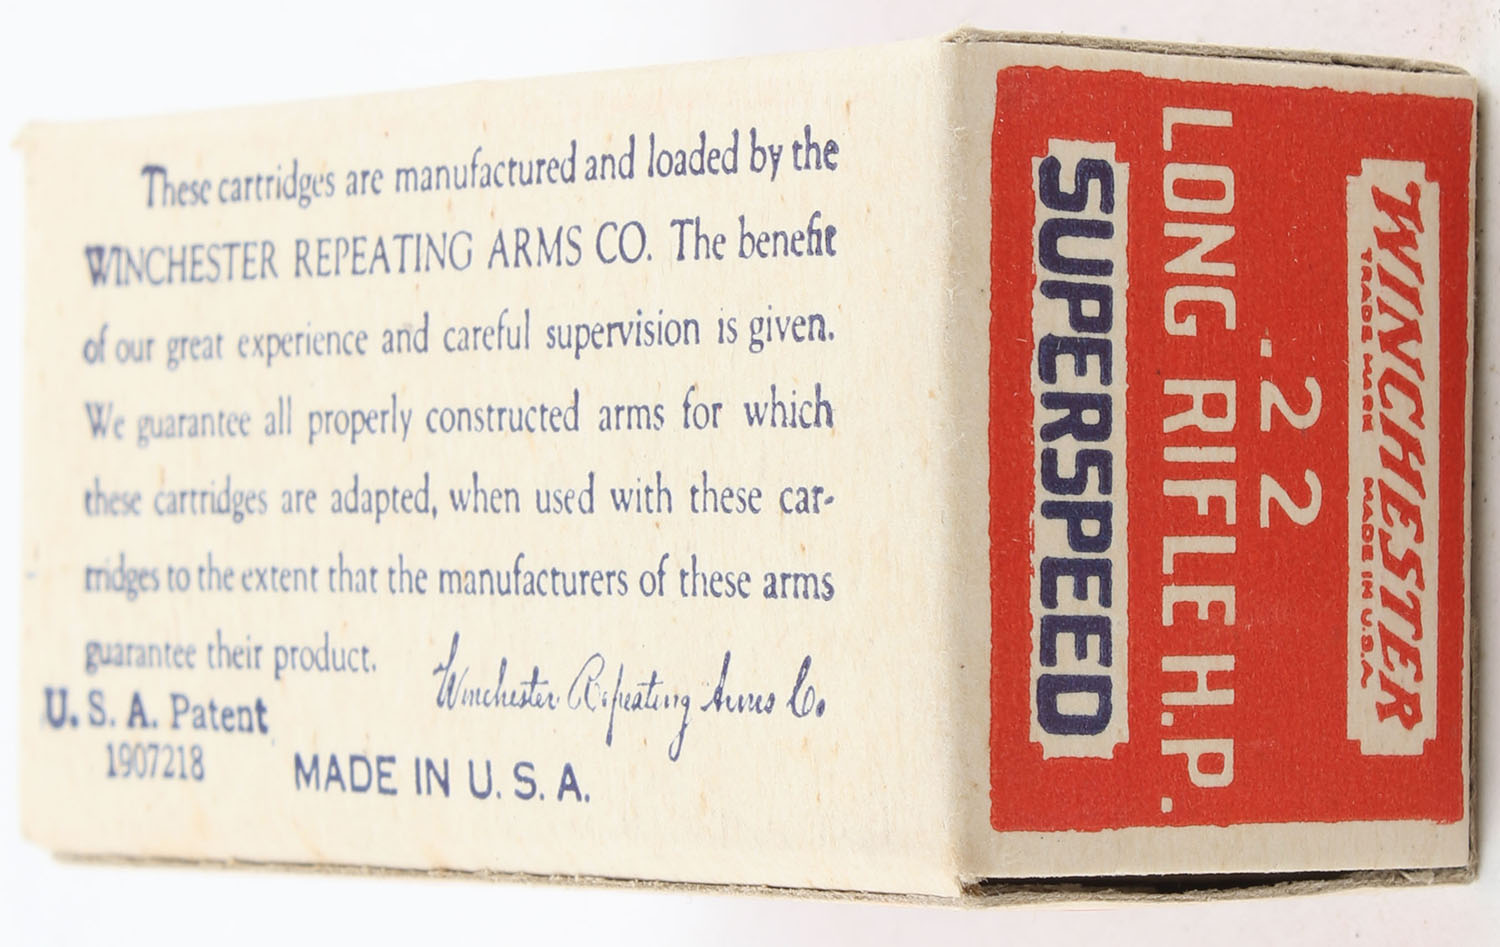 These cartridges are manufactured and loaded by the
WINCHESTER REPEATING ARMS CO. The benefit
of our great experience and careful supervision is given.
We guarantee all properly constructed arms for which
these cartridges are adapted, when used with these car-
tridges to the extent that the manufacturers of these arms
guarantee their product.
Winchester Repeating Arms Co.
U. S. A. Patent
1907218
MADE IN U. S. A.
WINCHESTER
TRADE MARK MADE IN U.S.A.
.22
LONG RIFLE H.P.
SUPERSPEED